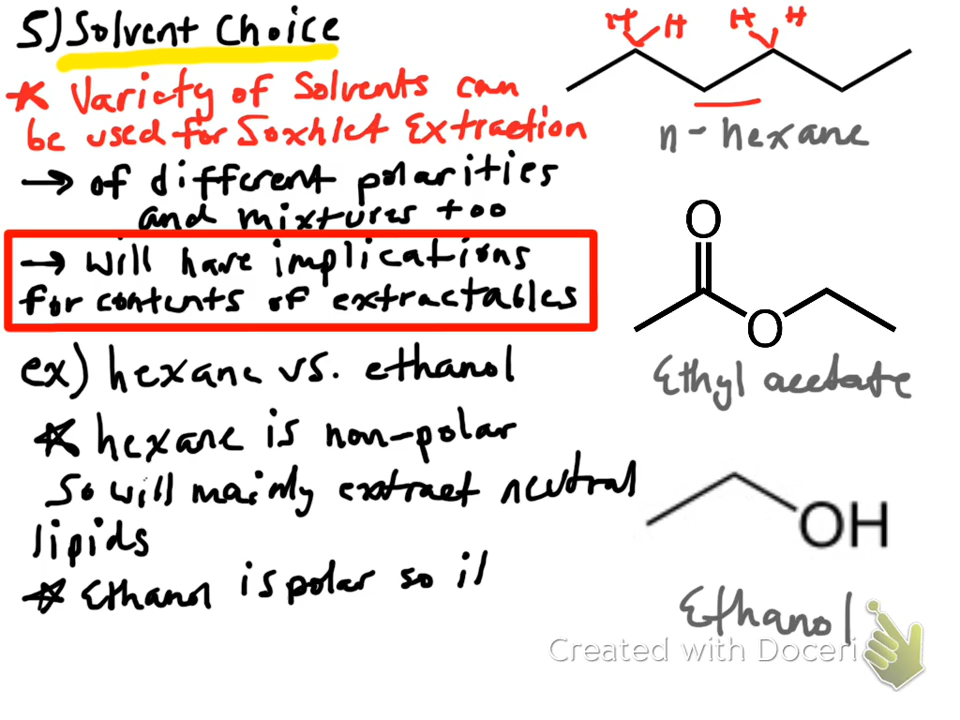 5) Solvent Choice
* Variety of Solvents can
be used for Soxhlet Extraction
→ of different polarities
and mixtures too
→ will have implications
for contents of extractables
ex) hexane vs. ethanol
* hexane is non-polar
So will mainly extract neutral
lipids
* Ethanol is polar so it
H H H H
n-hexane
O
O
Ethyl acetate
OH
Ethanol
Created with Doceri